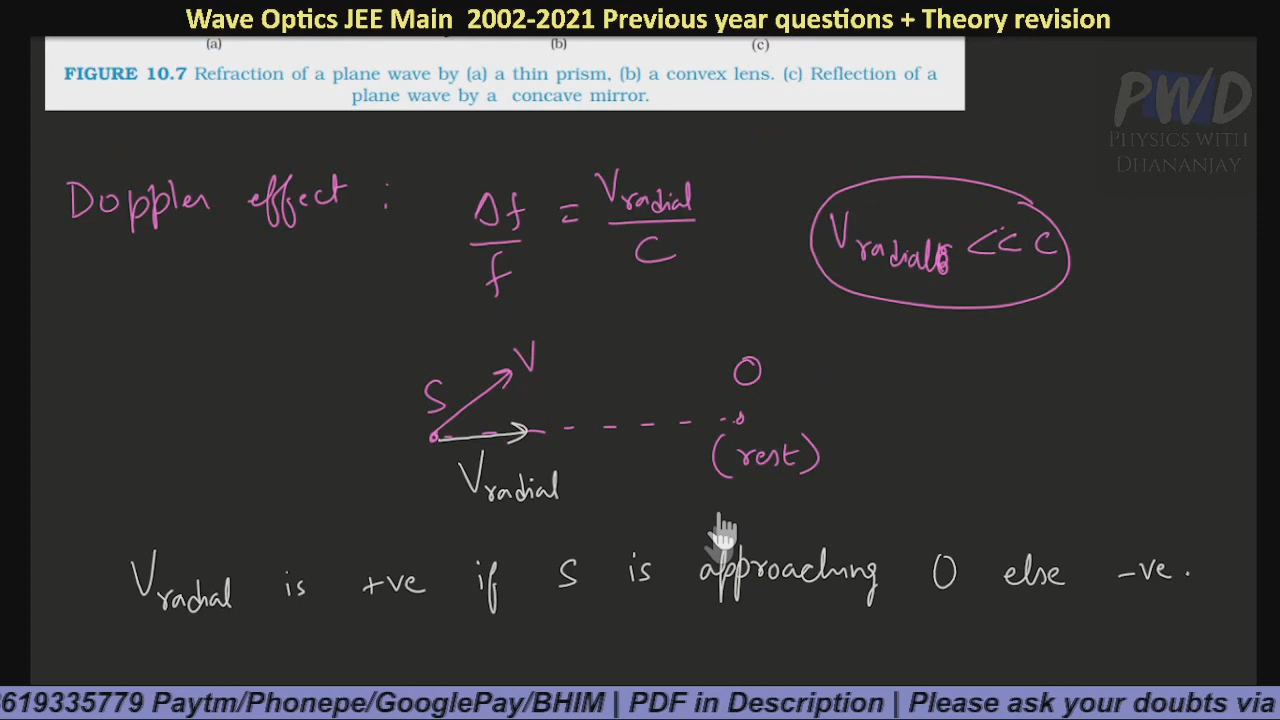 Wave Optics JEE Main 2002-2021 Previous year questions + Theory revision
(a) (b) (c)
FIGURE 10.7 Refraction of a plane wave by (a) a thin prism, (b) a convex lens. (c) Reflection of a
plane wave by a concave mirror.
PWD
PHYSICS WITH
DHANANJAY
Doppler effect : Δf/f = Vradial/C
Vradial << C
S V O
(rest)
Vradial
Vradial is +ve if S is approaching O else -ve.
619335779 Paytm/Phonepe/GooglePay/BHIM | PDF in Description | Please ask your doubts via